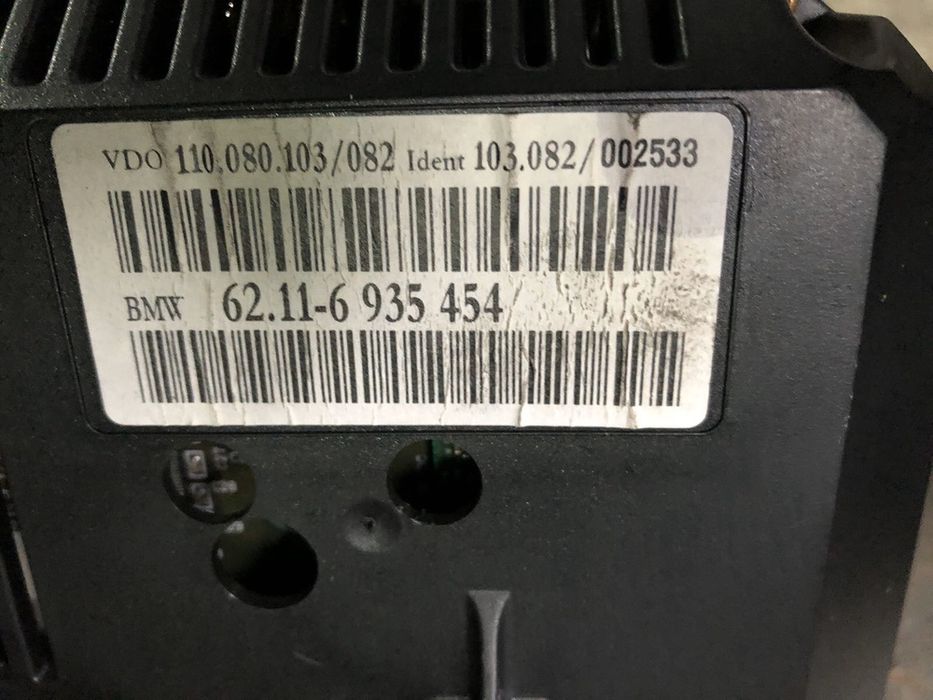 VDO 110.080.103/082 Ident 103.082/002533
BMW 62.11-6 935 454